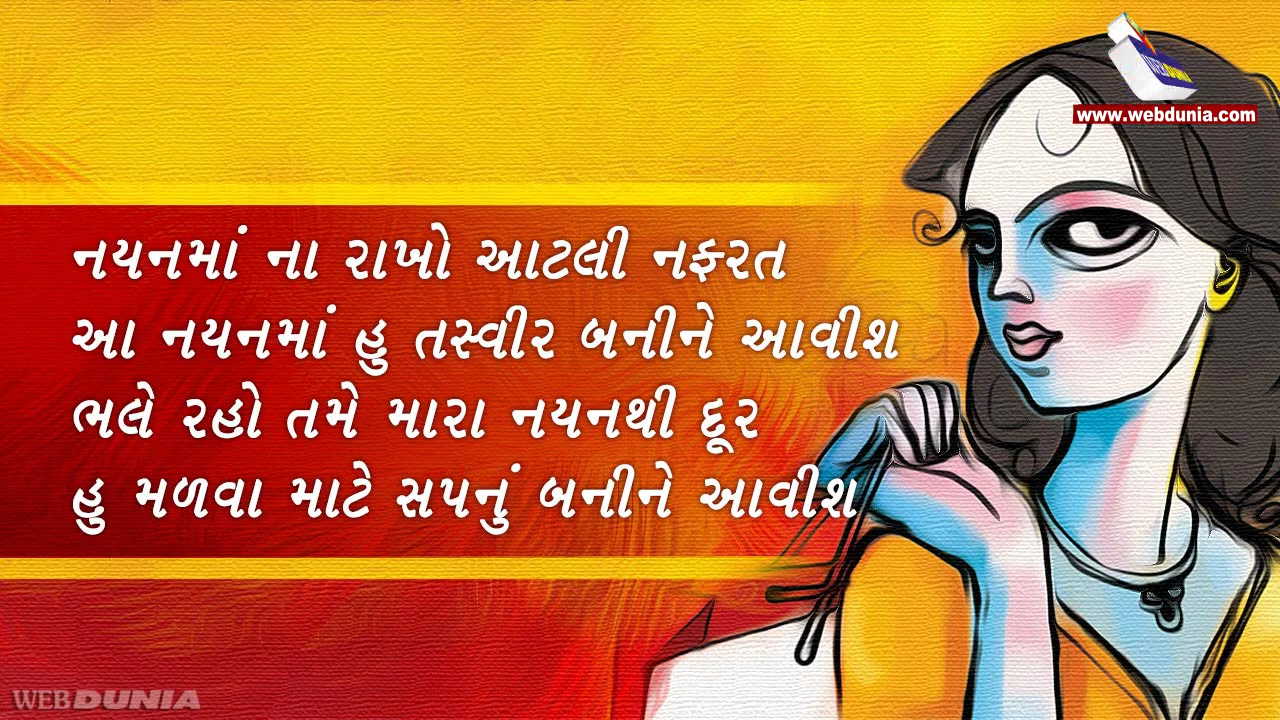 WEBDUNIA
www.webdunia.com
નયનમાં ના રાખો આટલી નફરત
આ નયનમાં હુ તસ્વીર બનીને આવીશ
ભલે રહો તમે મારા નયનથી દૂર
હુ મળવા માટે સપનું બનીને આવીશ
WEBDUNIA